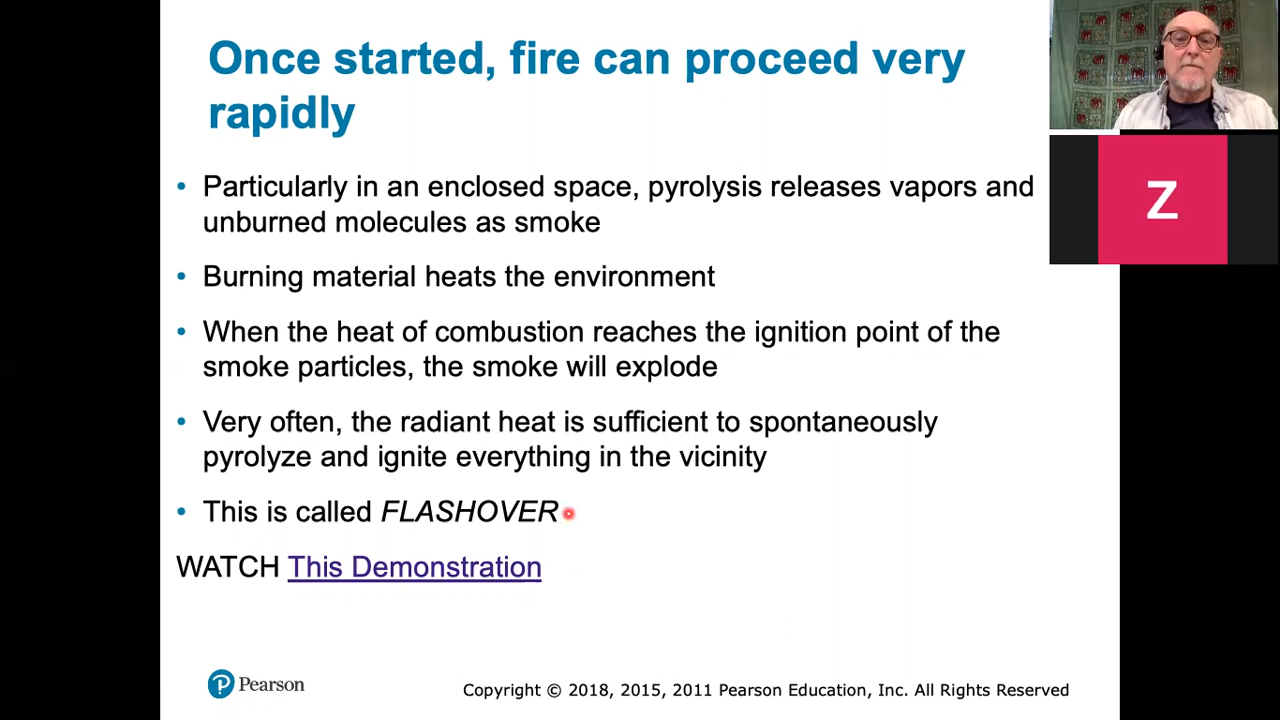 Once started, fire can proceed very
rapidly
• Particularly in an enclosed space, pyrolysis releases vapors and
unburned molecules as smoke
• Burning material heats the environment
• When the heat of combustion reaches the ignition point of the
smoke particles, the smoke will explode
• Very often, the radiant heat is sufficient to spontaneously
pyrolyze and ignite everything in the vicinity
• This is called FLASHOVER
WATCH This Demonstration
Z
Pearson
Copyright © 2018, 2015, 2011 Pearson Education, Inc. All Rights Reserved